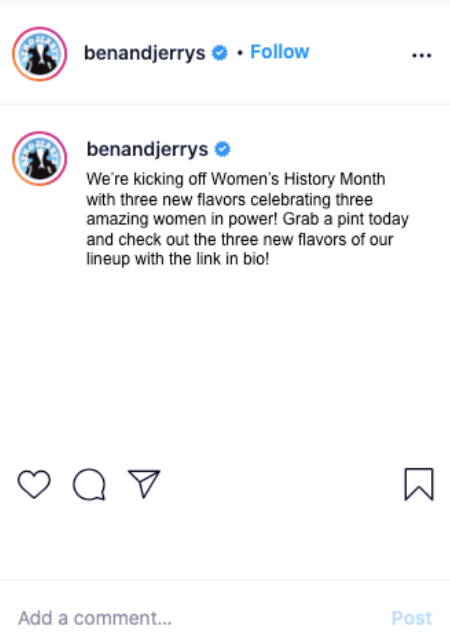 benandjerrys • Follow
benandjerrys
We're kicking off Women's History Month
with three new flavors celebrating three
amazing women in power! Grab a pint today
and check out the three new flavors of our
lineup with the link in bio!
Add a comment... Post